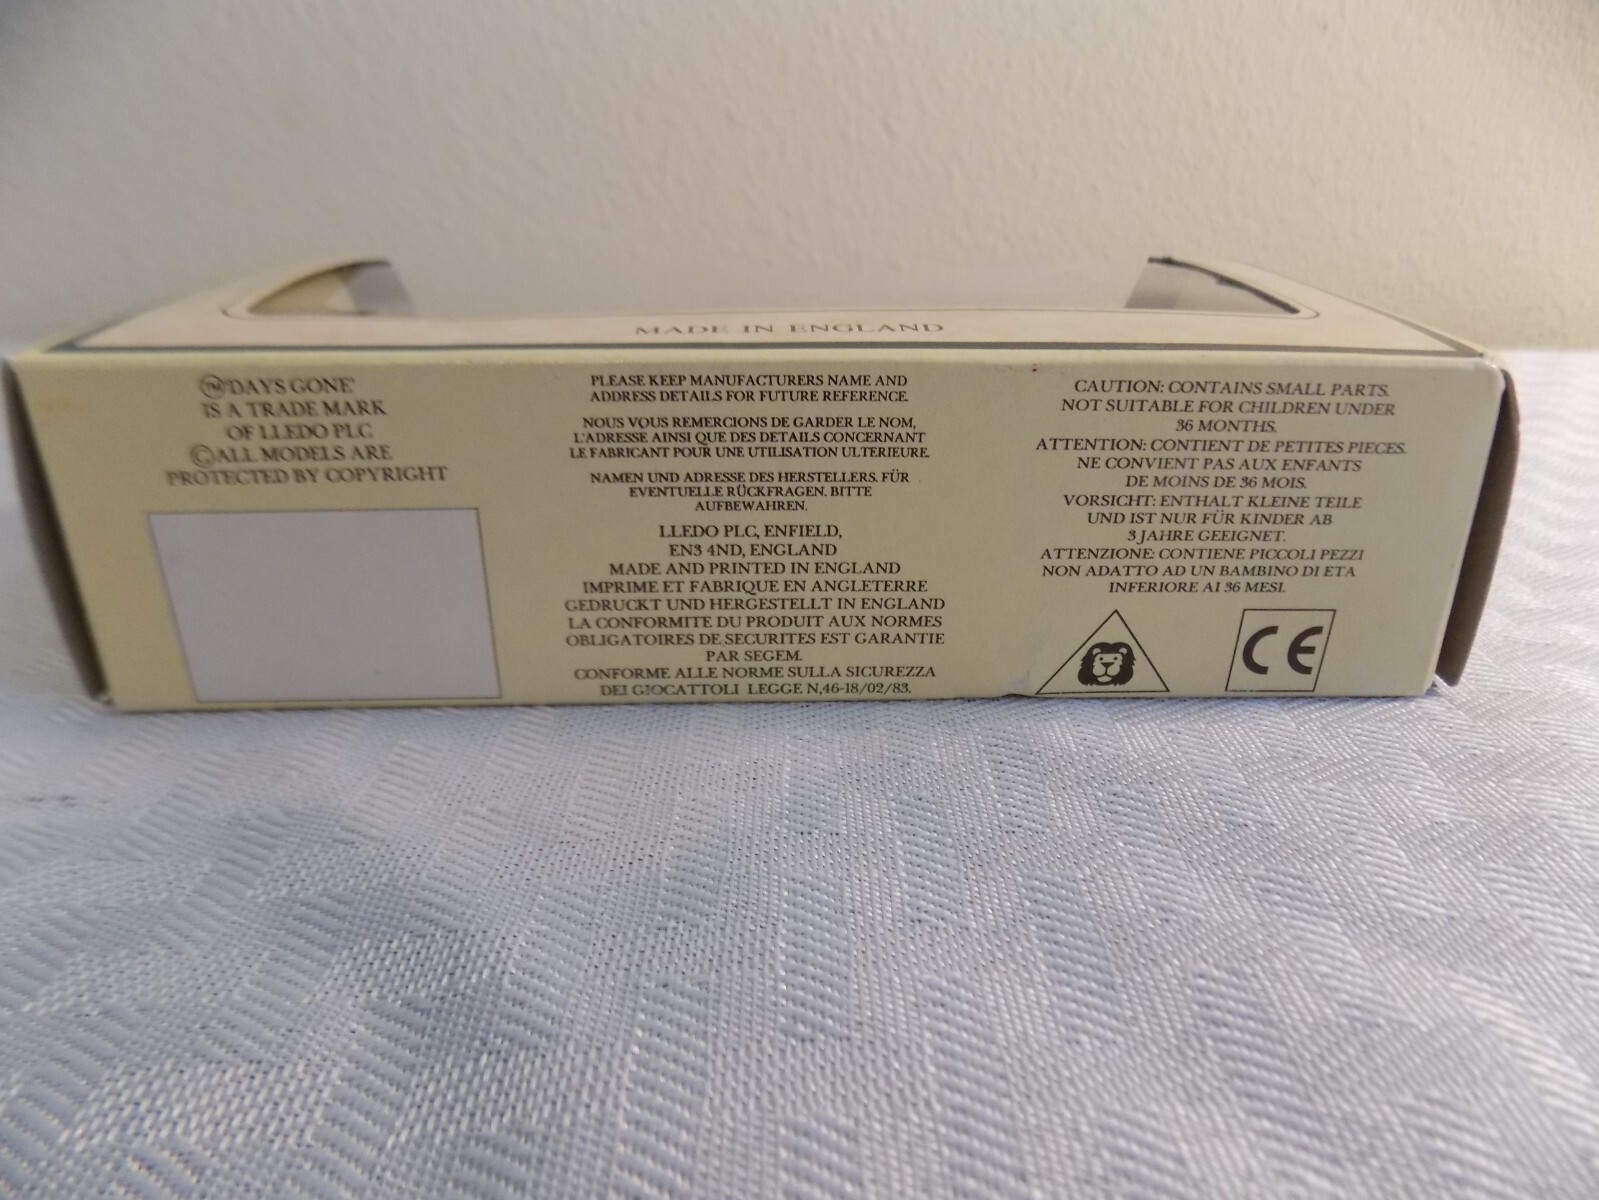 MADE IN ENGLAND
™'DAYS GONE'
IS A TRADE MARK
OF LLEDO PLC
©ALL MODELS ARE
PROTECTED BY COPYRIGHT
PLEASE KEEP MANUFACTURERS NAME AND
ADDRESS DETAILS FOR FUTURE REFERENCE.
NOUS VOUS REMERCIONS DE GARDER LE NOM,
L'ADRESSE AINSI QUE DES DETAILS CONCERNANT
LE FABRICANT POUR UNE UTILISATION ULTERIEURE.
NAMEN UND ADRESSE DES HERSTELLERS. FÜR
EVENTUELLE RÜCKFRAGEN. BITTE
AUFBEWAHREN.
LLEDO PLC, ENFIELD,
EN3 4ND, ENGLAND
MADE AND PRINTED IN ENGLAND
IMPRIME ET FABRIQUE EN ANGLETERRE
GEDRUCKT UND HERGESTELLT IN ENGLAND
LA CONFORMITE DU PRODUIT AUX NORMES
OBLIGATOIRES DE SECURITES EST GARANTIE
PAR SEGEM.
CONFORME ALLE NORME SULLA SICUREZZA
DEI GIOCATTOLI LEGGE N,46-18/02/83.
CAUTION: CONTAINS SMALL PARTS.
NOT SUITABLE FOR CHILDREN UNDER
36 MONTHS.
ATTENTION: CONTIENT DE PETITES PIECES.
NE CONVIENT PAS AUX ENFANTS
DE MOINS DE 36 MOIS.
VORSICHT: ENTHALT KLEINE TEILE
UND IST NUR FÜR KINDER AB
3 JAHRE GEEIGNET.
ATTENZIONE: CONTIENE PICCOLI PEZZI
NON ADATTO AD UN BAMBINO DI ETA
INFERIORE AI 36 MESI.
CE